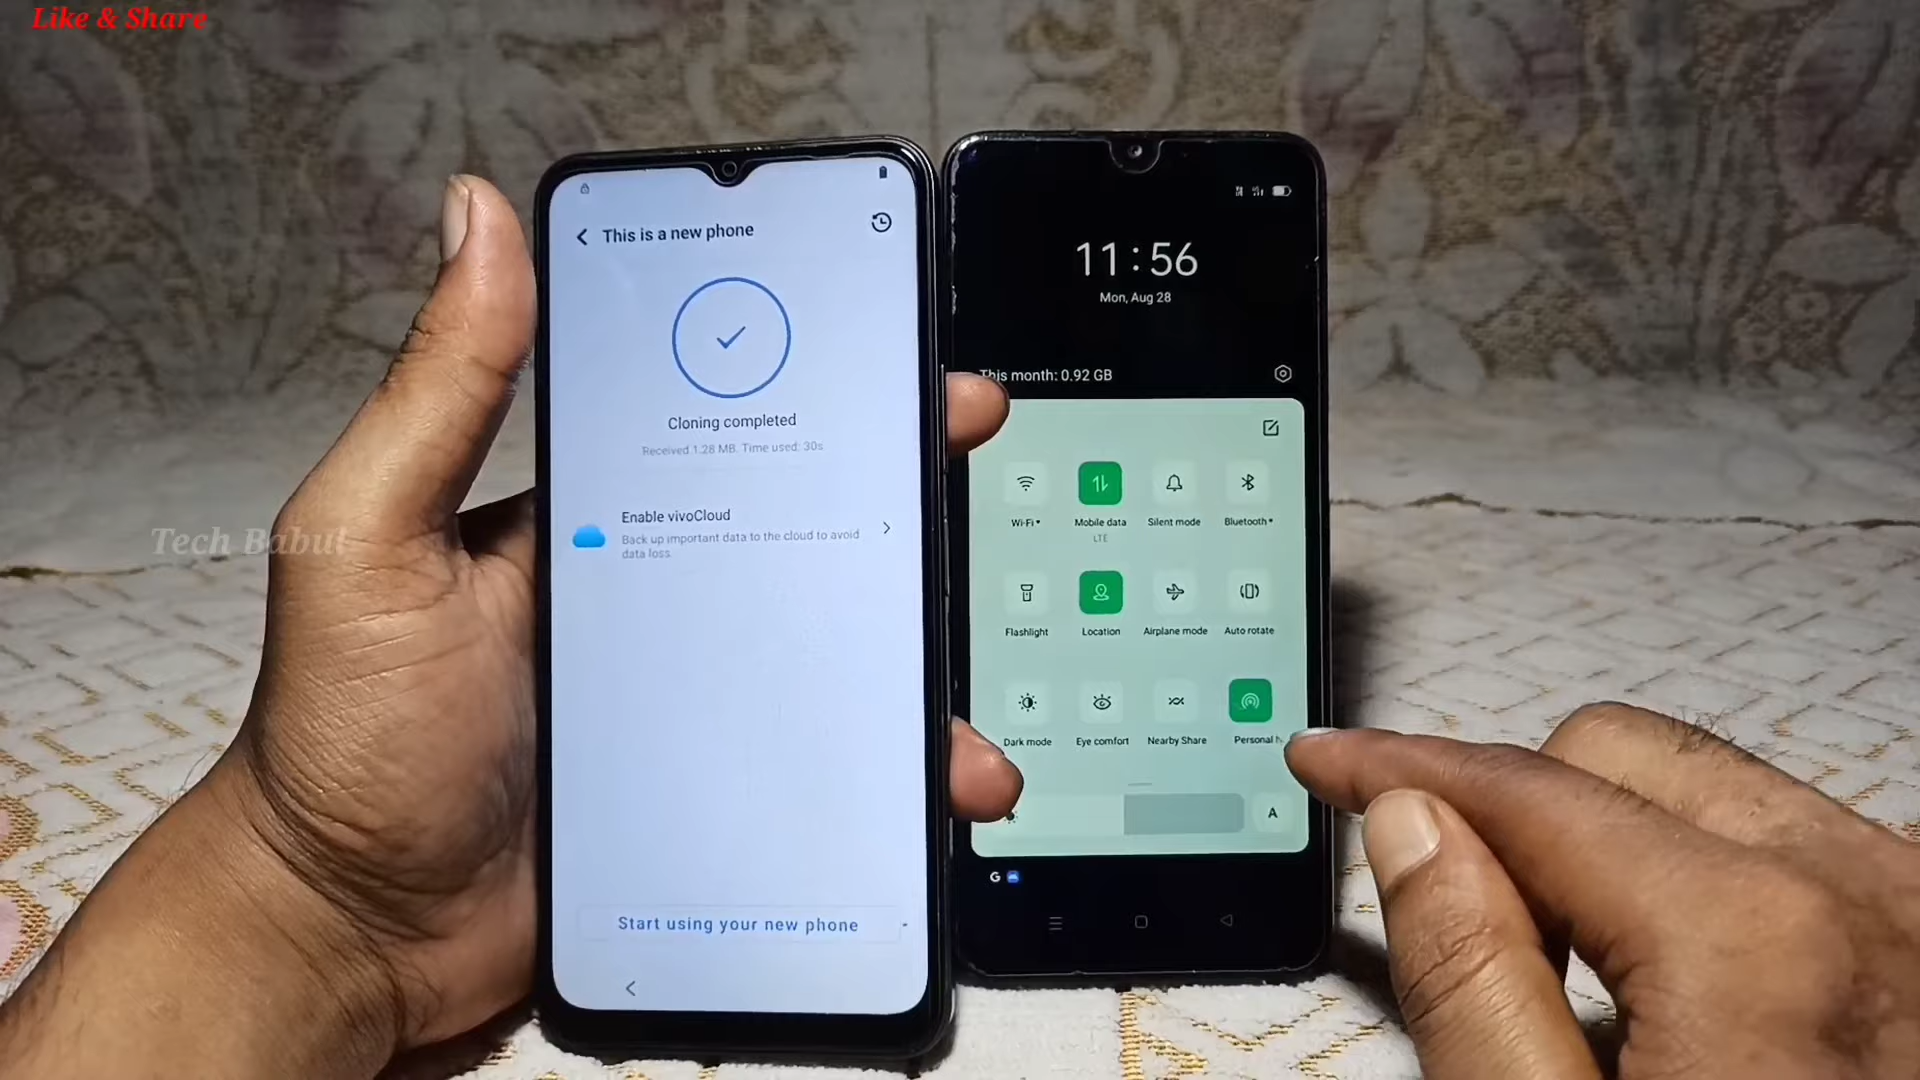 Like & Share
Tech Babul
This is a new phone
Cloning completed
Received 1.28 MB. Time used: 30s
Enable vivoCloud
Back up important data to the cloud to avoid
data loss.
Start using your new phone
11:56
Mon, Aug 28
This month: 0.92 GB
Wi-Fi
Mobile data
Silent mode
Bluetooth
LTE
Flashlight
Location
Airplane mode
Auto rotate
Dark mode
Eye comfort
Nearby Share
Personal
A
G